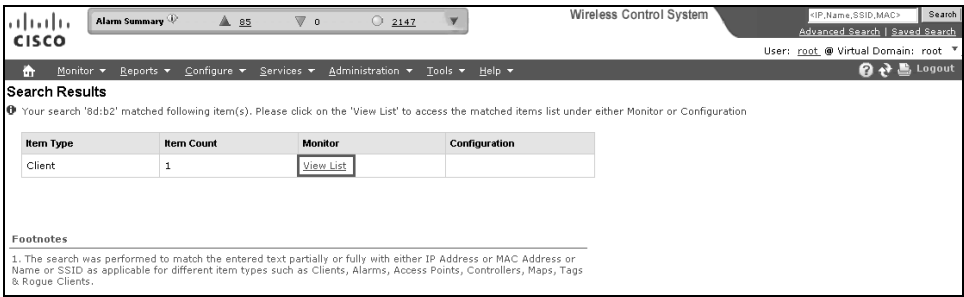 CISCO
Alarm Summary 85 0 2147
Wireless Control System
<IP,Name,SSID,MAC> Search
Advanced Search | Saved Search
User: root @ Virtual Domain: root
Monitor Reports Configure Services Administration Tools Help Logout
Search Results
Your search '8d:b2' matched following item(s). Please click on the 'View List' to access the matched items list under either Monitor or Configuration
Item Type Item Count Monitor Configuration
Client 1 View List
Footnotes
1. The search was performed to match the entered text partially or fully with either IP Address or MAC Address or
Name or SSID as applicable for different item types such as Clients, Alarms, Access Points, Controllers, Maps, Tags
& Rogue Clients.